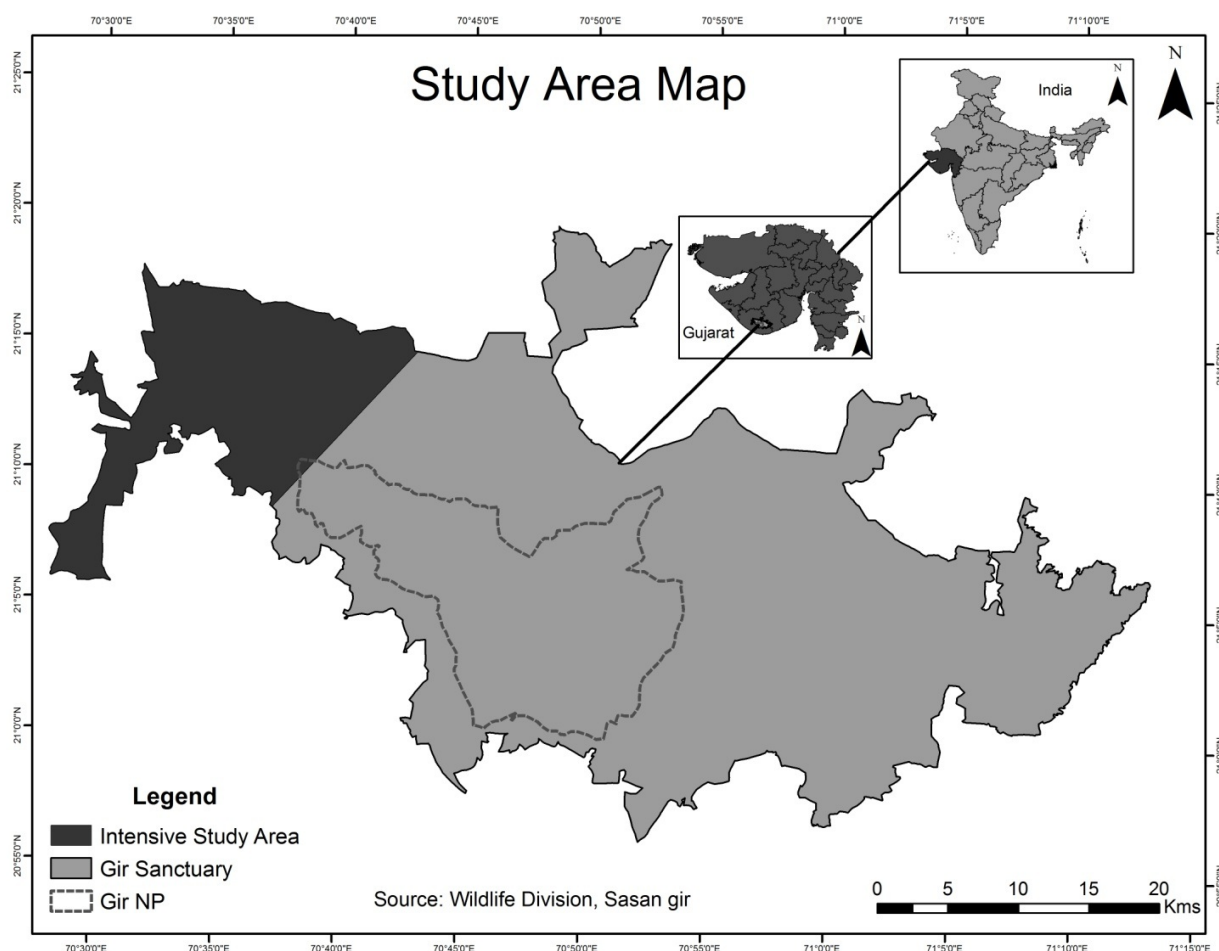 70°30'0"E 70°35'0"E 70°40'0"E 70°45'0"E 70°50'0"E 70°55'0"E 71°0'0"E 71°5'0"E 71°10'0"E
Study Area Map
N
India
N
Gujarat
N
21°25'0"N
21°20'0"N
21°15'0"N
21°10'0"N
21°5'0"N
21°0'0"N
20°55'0"N
Legend
Intensive Study Area
Gir Sanctuary
Gir NP
Source: Wildlife Division, Sasan gir
0 5 10 15 20
Kms
70°30'0"E 70°35'0"E 70°40'0"E 70°45'0"E 70°50'0"E 70°55'0"E 71°0'0"E 71°5'0"E 71°10'0"E 71°15'0"E